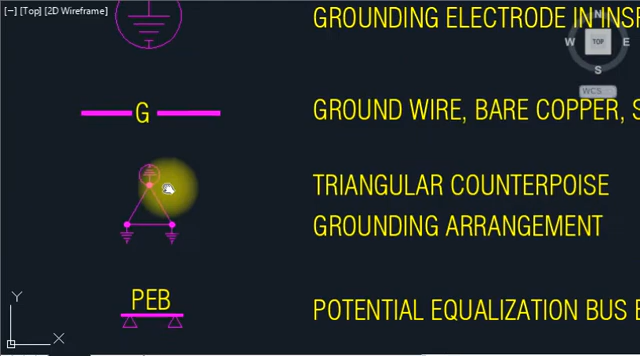 [−] [Top] [2D Wireframe]
GROUNDING ELECTRODE IN
N
W TOP E
S
WCS
G GROUND WIRE, BARE COPPER,
TRIANGULAR COUNTERPOISE
GROUNDING ARRANGEMENT
PEB
POTENTIAL EQUALIZATION BUS
Y
X